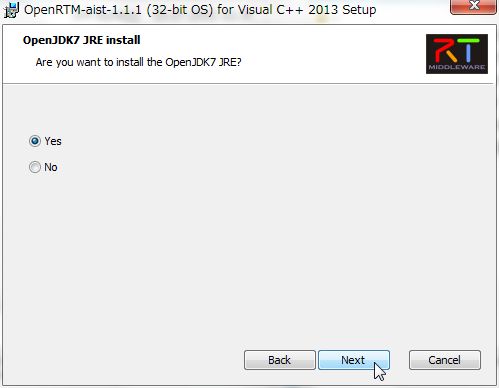 OpenRTM-aist-1.1.1 (32-bit OS) for Visual C++ 2013 Setup
OpenJDK7 JRE install
Are you want to install the OpenJDK7 JRE?
RT
MIDDLEWARE
Yes
No
Back Next Cancel